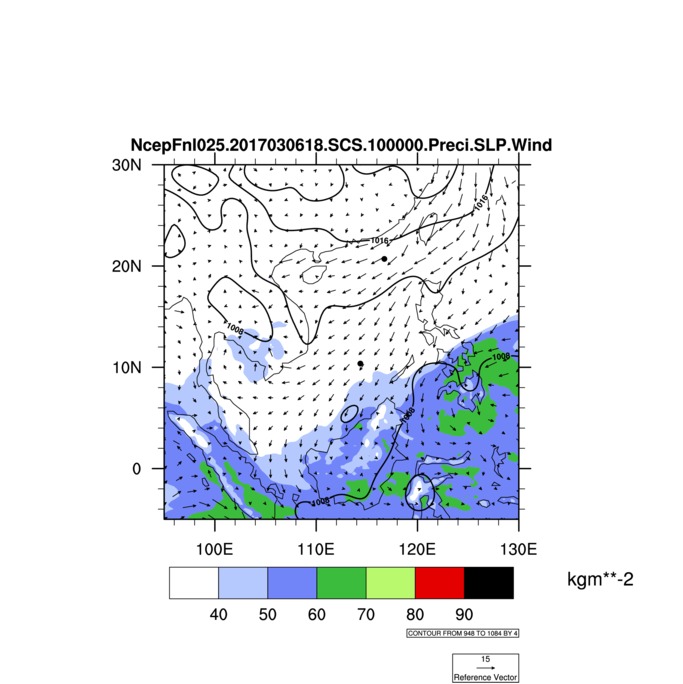 NcepFnl025.2017030618.SCS.100000.Preci.SLP.Wind
30N
1016
1016
20N
1008
10N
1008
1008
0
1008
100E 110E 120E 130E
kgm**-2
40 50 60 70 80 90
CONTOUR FROM 948 TO 1084 BY 4
15
Reference Vector